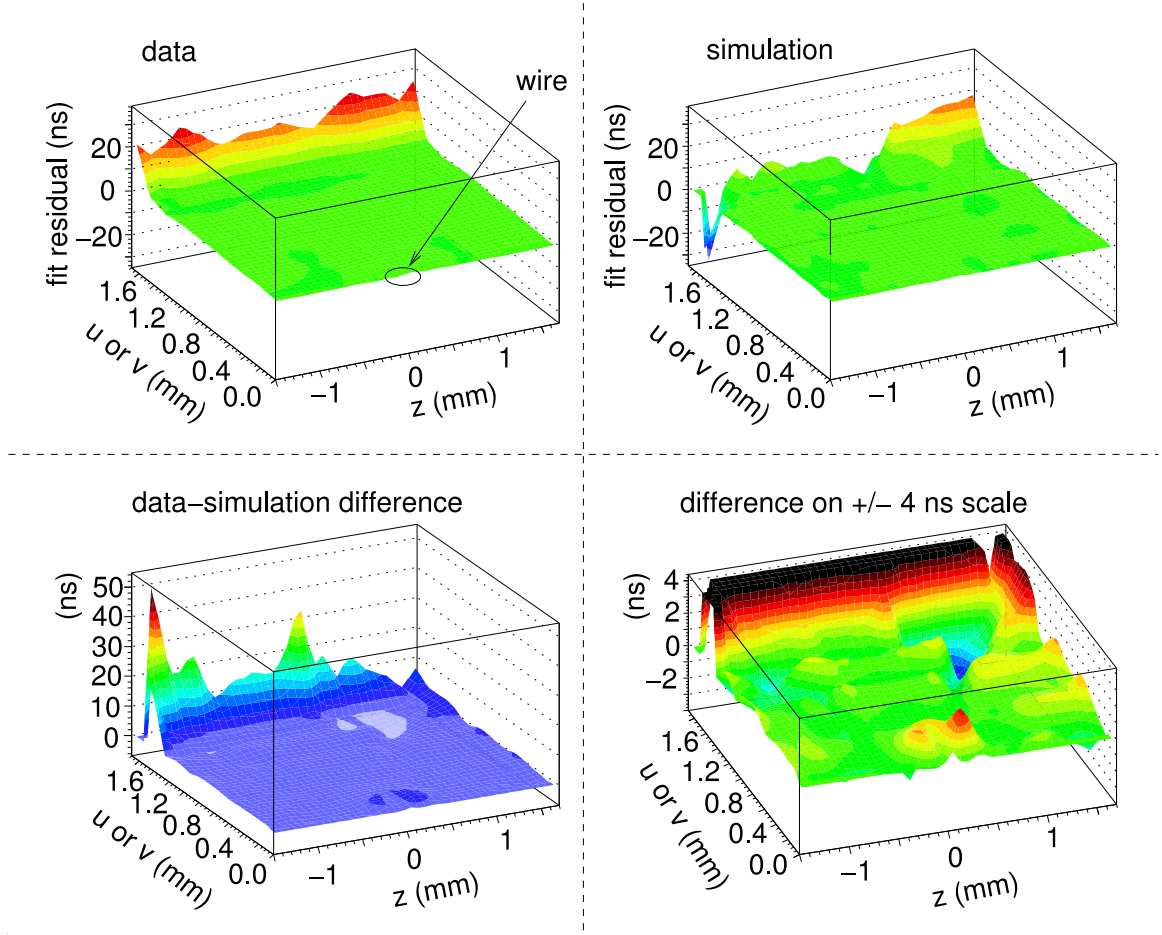 data
wire
fit residual (ns)
20
0
−20
1.6
1.2
0.8
0.4
0.0
u or v (mm)
−1
0
1
z (mm)
simulation
fit residual (ns)
20
0
−20
1.6
1.2
0.8
0.4
0.0
u or v (mm)
−1
0
1
z (mm)
data−simulation difference
(ns)
50
40
30
20
10
0
1.6
1.2
0.8
0.4
0.0
u or v (mm)
−1
0
1
z (mm)
difference on +/− 4 ns scale
(ns)
4
2
0
−2
1.6
1.2
0.8
0.4
0.0
u or v (mm)
−1
0
1
z (mm)